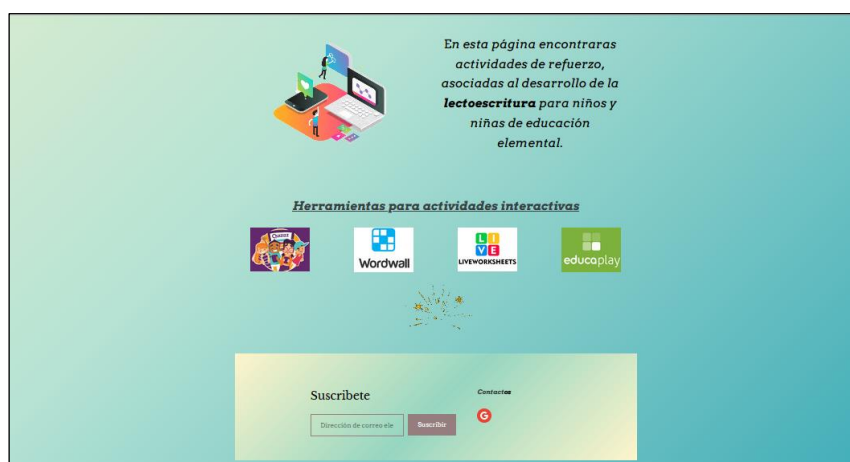 En esta página encontraras
actividades de refuerzo,
asociadas al desarrollo de la
lectoescritura para niños y
niñas de educación
elemental.
Herramientas para actividades interactivas
Quizizz
Wordwall
LIVE
LIVEWORKSHEETS
educaplay
Suscribete
Contactos
Dirección de correo ele
Suscribir
G